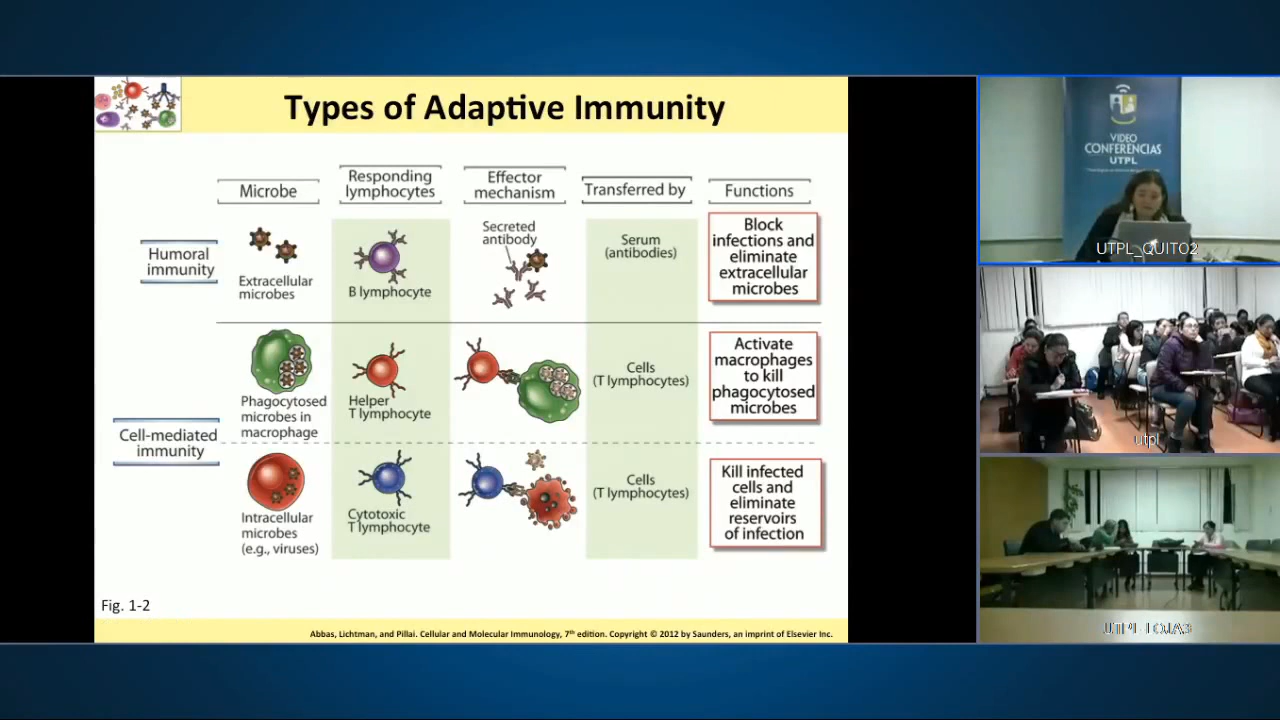 Types of Adaptive Immunity
Microbe
Responding
lymphocytes
Effector
mechanism
Transferred by
Functions
Humoral
immunity
Extracellular
microbes
B lymphocyte
Secreted
antibody
Serum
(antibodies)
Block
infections and
eliminate
extracellular
microbes
Cell-mediated
immunity
Phagocytosed
microbes in
macrophage
Helper
T lymphocyte
Cells
(T lymphocytes)
Activate
macrophages
to kill
phagocytosed
microbes
Intracellular
microbes
(e.g., viruses)
Cytotoxic
T lymphocyte
Cells
(T lymphocytes)
Kill infected
cells and
eliminate
reservoirs
of infection
Fig. 1-2
Abbas, Lichtman, and Pillai. Cellular and Molecular Immunology, 7th edition. Copyright © 2012 by Saunders, an imprint of Elsevier Inc.
VIDEO
CONFERENCIAS
UTPL
UTPL_QUITO2
utpl